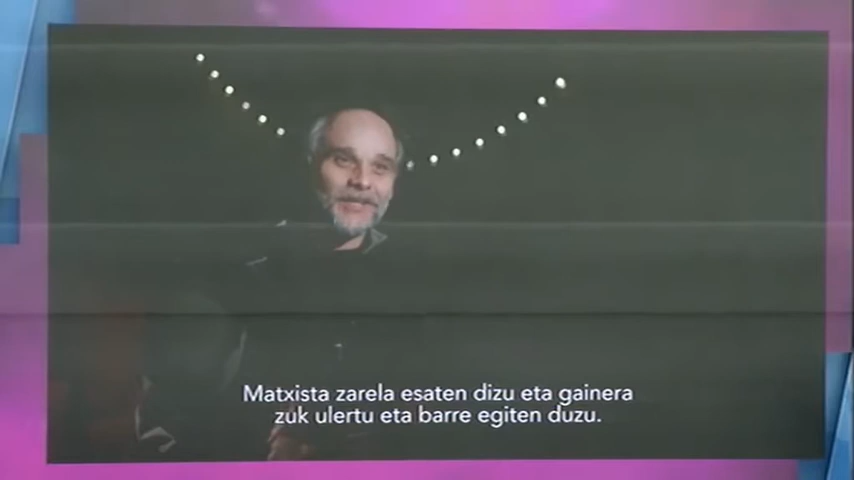 Matxista zarela esaten dizu eta gainera
zuk ulertu eta barre egiten duzu.